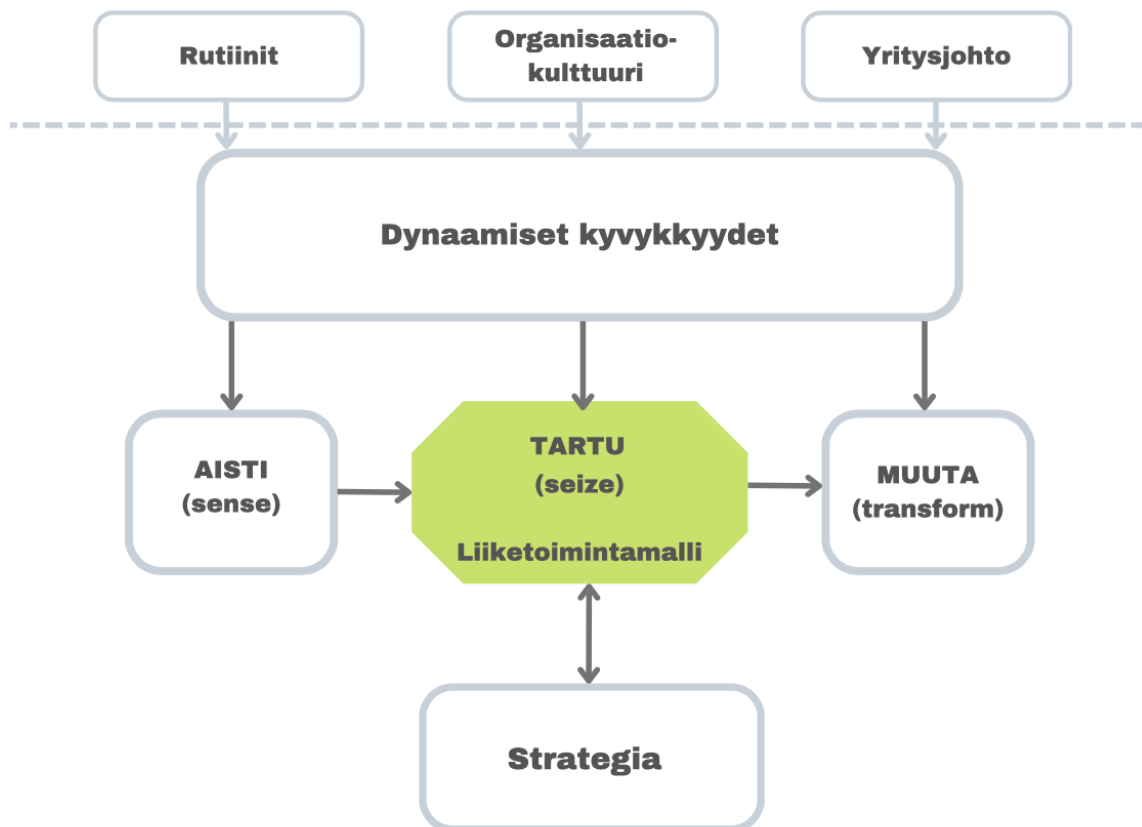 Rutiinit
Organisaatio-
kulttuuri
Yritysjohto
Dynaamiset kyvykkyydet
AISTI
(sense)
TARTU
(seize)
Liiketoimintamalli
MUUTA
(transform)
Strategia